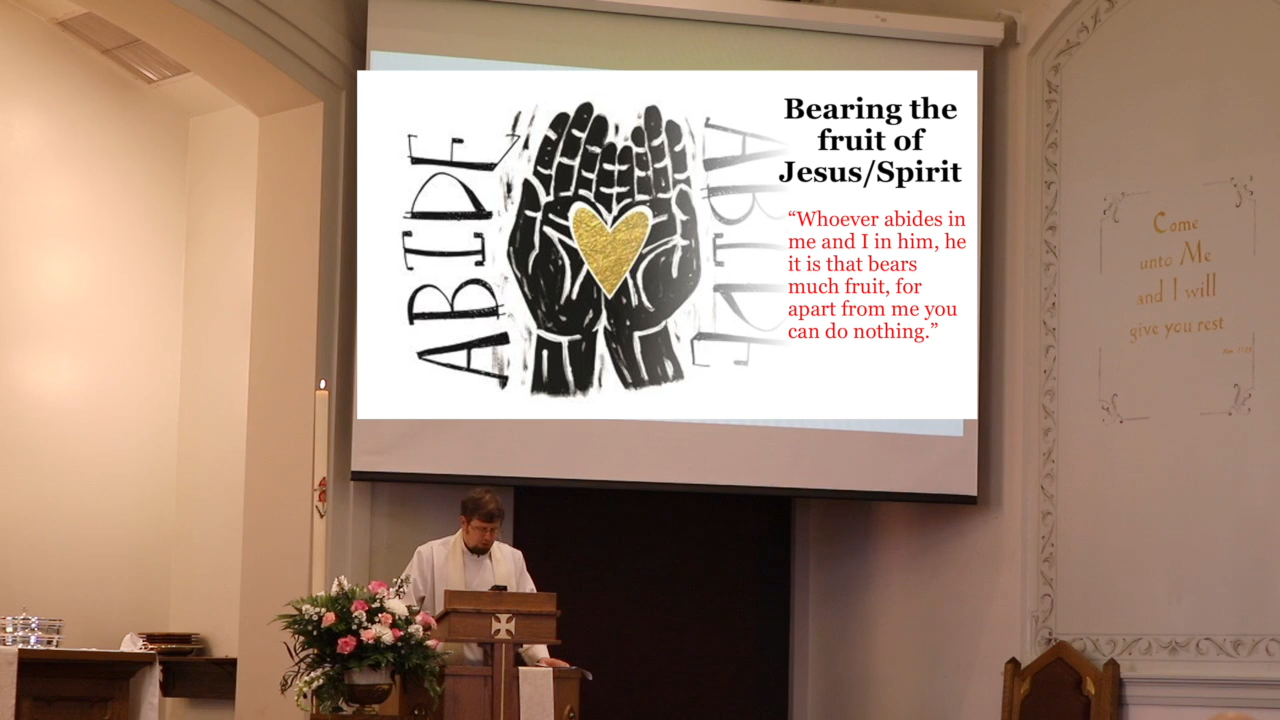 ABIDE
ABIDE
Bearing the
fruit of
Jesus/Spirit
“Whoever abides in
me and I in him, he
it is that bears
much fruit, for
apart from me you
can do nothing.”
Come
unto Me
and I will
give you rest